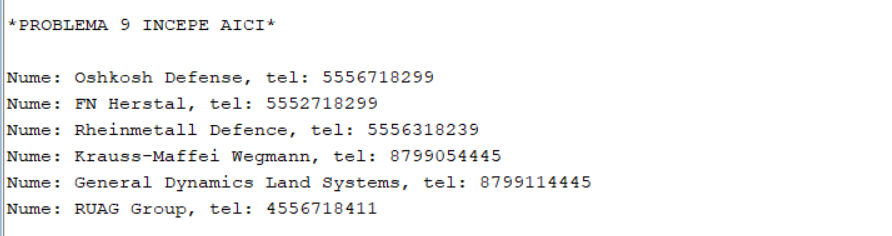 *PROBLEMA 9 INCEPE AICI*
Nume: Oshkosh Defense, tel: 5556718299
Nume: FN Herstal, tel: 5552718299
Nume: Rheinmetall Defence, tel: 5556318239
Nume: Krauss-Maffei Wegmann, tel: 8799054445
Nume: General Dynamics Land Systems, tel: 8799114445
Nume: RUAG Group, tel: 4556718411